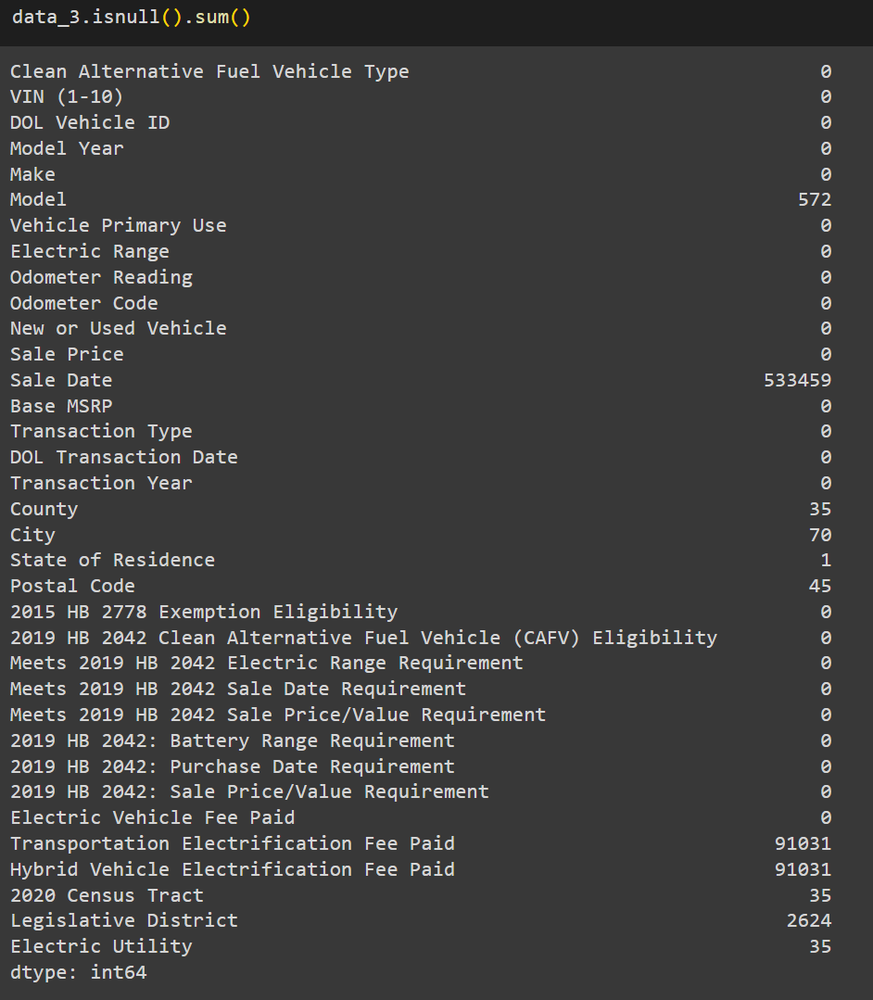 data_3.isnull().sum()
Clean Alternative Fuel Vehicle Type 0
VIN (1-10) 0
DOL Vehicle ID 0
Model Year 0
Make 0
Model 572
Vehicle Primary Use 0
Electric Range 0
Odometer Reading 0
Odometer Code 0
New or Used Vehicle 0
Sale Price 0
Sale Date 533459
Base MSRP 0
Transaction Type 0
DOL Transaction Date 0
Transaction Year 0
County 35
City 70
State of Residence 1
Postal Code 45
2015 HB 2778 Exemption Eligibility 0
2019 HB 2042 Clean Alternative Fuel Vehicle (CAFV) Eligibility 0
Meets 2019 HB 2042 Electric Range Requirement 0
Meets 2019 HB 2042 Sale Date Requirement 0
Meets 2019 HB 2042 Sale Price/Value Requirement 0
2019 HB 2042: Battery Range Requirement 0
2019 HB 2042: Purchase Date Requirement 0
2019 HB 2042: Sale Price/Value Requirement 0
Electric Vehicle Fee Paid 0
Transportation Electrification Fee Paid 91031
Hybrid Vehicle Electrification Fee Paid 91031
2020 Census Tract 35
Legislative District 2624
Electric Utility 35
dtype: int64